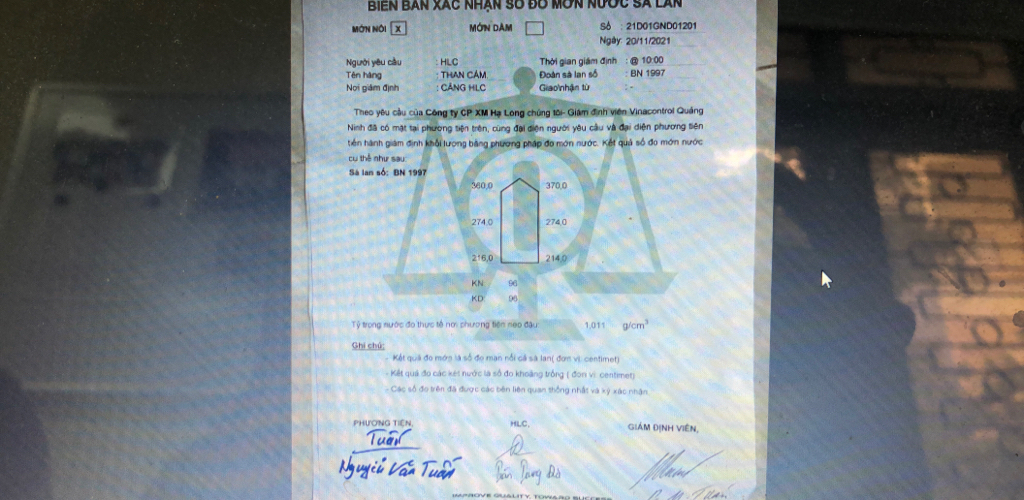 BIÊN BẢN XÁC NHẬN SỐ ĐO MỚN NƯỚC SÀ LAN
MỚN NỔI X MỚN DẦM Số : 21D01GND01201
Ngày: 20/11/2021
Người yêu cầu : HLC Thời gian giám định : @ 10:00
Tên hàng : THAN CÁM. Đoàn sà lan số : BN 1997
Nơi giám định : CẢNG HLC Giao/nhận từ : -
Theo yêu cầu của Công ty CP XM Hạ Long chúng tôi- Giám định viên Vinacontrol Quảng
Ninh đã có mặt tại phương tiện trên, cùng đại diện người yêu cầu và đại diện phương tiện
tiến hành giám định khối lượng bằng phương pháp đo mớn nước. Kết quả số đo mớn nước
cụ thể như sau:
Sà lan số: BN 1997
360,0 370,0
274,0 274,0
216,0 214,0
KN: 96
KD: 96
Tỷ trọng nước đo thực tế nơi phương tiện neo đậu: 1,011 g/cm³
Ghi chú:
- Kết quả đo mớn là số đo mạn nổi cả sà lan( đơn vị: centimet)
- Kết quả đo các két nước là số đo khoảng trống ( đơn vị: centimet)
- Các số đo trên đã được các bên liên quan thống nhất và ký xác nhận.
PHƯƠNG TIỆN, HLC, GIÁM ĐỊNH VIÊN,
Tuấn
Nguyễn Văn Tuấn
IMPROVE QUALITY, TOWARD SUCCESS